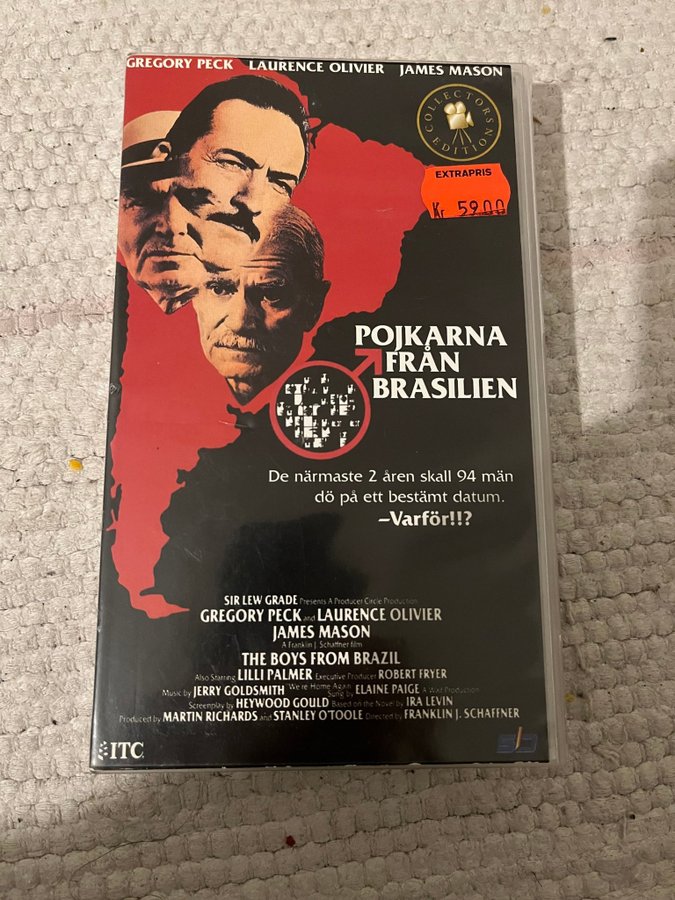 GREGORY PECK LAURENCE OLIVIER JAMES MASON
COLLECTORS EDITION
EXTRAPRIS
Kr 59.00
POJKARNA
FRÅN
BRASILIEN
De närmaste 2 åren skall 94 män
dö på ett bestämt datum.
–Varför!!?
SIR LEW GRADE Presents A Producer Circle Production
GREGORY PECK and LAURENCE OLIVIER
JAMES MASON
A Franklin J. Schaffner film
THE BOYS FROM BRAZIL
Also Starring LILLI PALMER Executive Producer ROBERT FRYER
Music by JERRY GOLDSMITH "We're Home Again" Sung by ELAINE PAIGE A Production
Screenplay by HEYWOOD GOULD Based on the Novel by IRA LEVIN
Produced by MARTIN RICHARDS and STANLEY O'TOOLE Directed by FRANKLIN J. SCHAFFNER
ITC